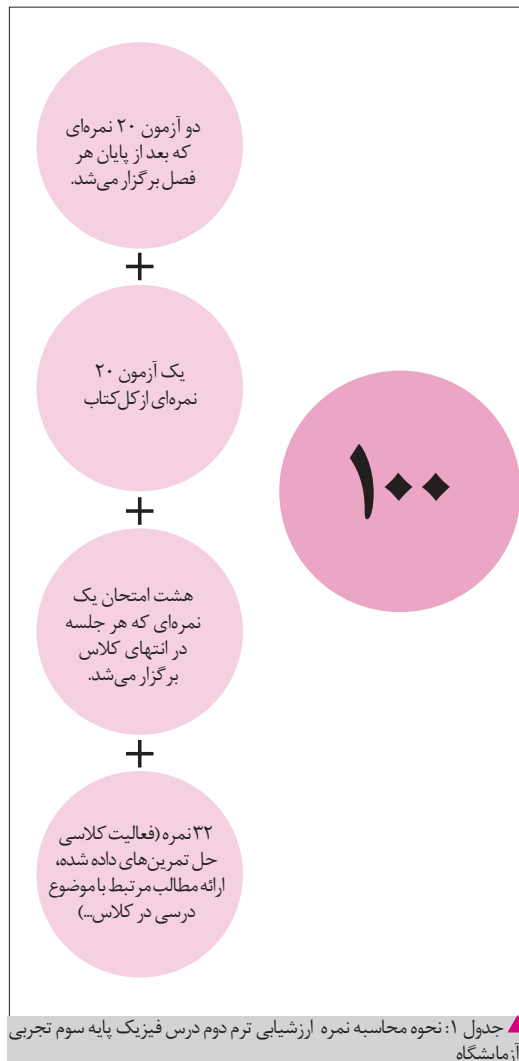 دو آزمون ۲۰ نمره‌ای
که بعد از پایان هر
فصل برگزار می‌شد.
+
یک آزمون ۲۰
نمره‌ای از کل کتاب
+
هشت امتحان یک
نمره‌ای که هر جلسه
در انتهای کلاس
برگزار می‌شد.
+
۳۲ نمره (فعالیت کلاسی
حل تمرین‌های داده شده،
ارائه مطالب مرتبط با موضوع
درسی در کلاس...)
۱۰۰
جدول ۱: نحوه محاسبه نمره ارزشیابی ترم دوم درس فیزیک پایه سوم تجربی
آزمایشگاه